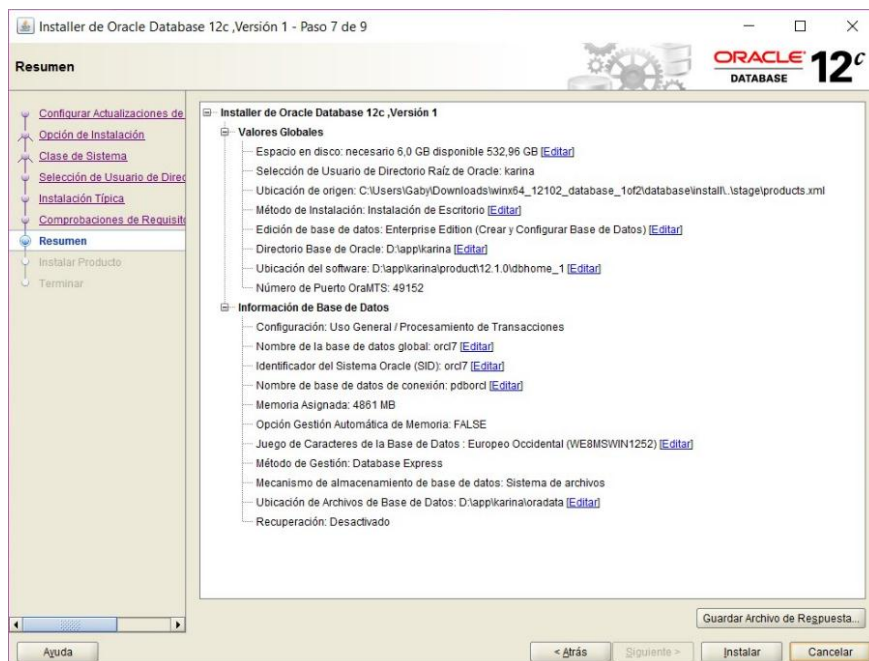 Installer de Oracle Database 12c ,Versión 1 - Paso 7 de 9
Resumen
ORACLE
DATABASE
12c
Configurar Actualizaciones de
Opción de Instalación
Clase de Sistema
Selección de Usuario de Direc
Instalación Típica
Comprobaciones de Requisito
Resumen
Instalar Producto
Terminar
Installer de Oracle Database 12c ,Versión 1
Valores Globales
Espacio en disco: necesario 6,0 GB disponible 532,96 GB [Editar]
Selección de Usuario de Directorio Raíz de Oracle: karina
Ubicación de origen: C:\Users\Gaby\Downloads\winx64_12102_database_1of2\database\install\..\stage\products.xml
Método de Instalación: Instalación de Escritorio [Editar]
Edición de base de datos: Enterprise Edition (Crear y Configurar Base de Datos) [Editar]
Directorio Base de Oracle: D:\app\karina [Editar]
Ubicación del software: D:\app\karina\product\12.1.0\dbhome_1 [Editar]
Número de Puerto OraMTS: 49152
Información de Base de Datos
Configuración: Uso General / Procesamiento de Transacciones
Nombre de la base de datos global: orcl7 [Editar]
Identificador del Sistema Oracle (SID): orcl7 [Editar]
Nombre de base de datos de conexión: pdborcl [Editar]
Memoria Asignada: 4861 MB
Opción Gestión Automática de Memoria: FALSE
Juego de Caracteres de la Base de Datos : Europeo Occidental (WE8MSWIN1252) [Editar]
Método de Gestión: Database Express
Mecanismo de almacenamiento de base de datos: Sistema de archivos
Ubicación de Archivos de Base de Datos: D:\app\karina\oradata [Editar]
Recuperación: Desactivado
Guardar Archivo de Respuesta...
Ayuda
< Atrás
Siguiente >
Instalar
Cancelar